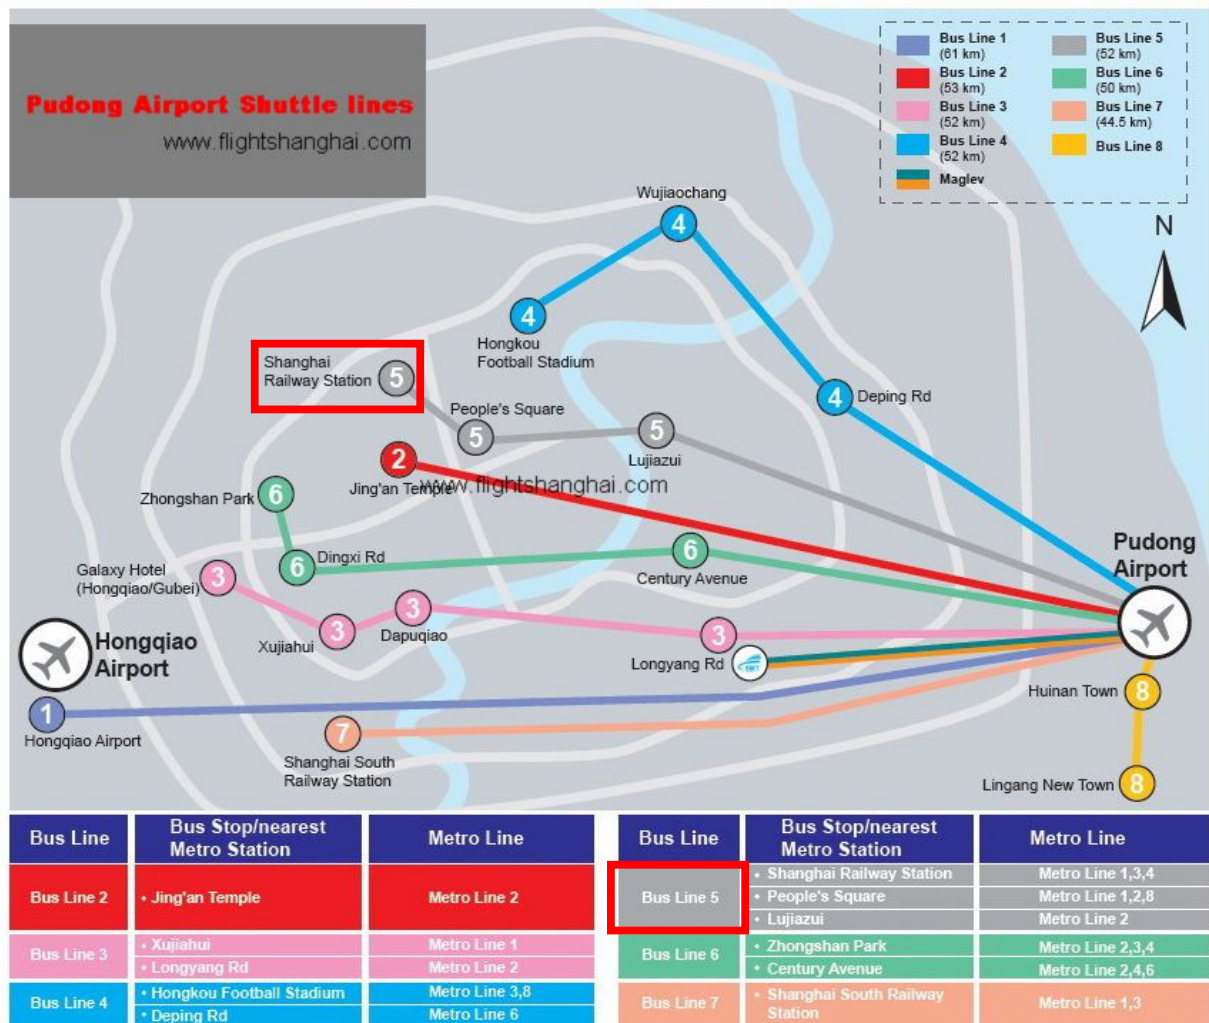 Pudong Airport Shuttle lines
www.flightshanghai.com
Bus Line 1
(61 km)
Bus Line 2
(53 km)
Bus Line 3
(52 km)
Bus Line 4
(52 km)
Maglev
Bus Line 5
(52 km)
Bus Line 6
(50 km)
Bus Line 7
(44.5 km)
Bus Line 8
N
Wujiaochang
4
4
Hongkou
Football Stadium
4
Deping Rd
Shanghai
Railway Station
5
People's Square
5
5
Lujiazui
2
Jing'an Temple
www.flightshanghai.com
Zhongshan Park
6
Dingxi Rd
6
6
Century Avenue
Galaxy Hotel
(Hongqiao/Gubei)
3
3
Xujiahui
3
Dapuqiao
3
Longyang Rd
Pudong
Airport
Hongqiao
Airport
1
Hongqiao Airport
7
Shanghai South
Railway Station
Huinan Town
8
Lingang New Town
8
Bus Line
Bus Stop/nearest
Metro Station
Metro Line
Bus Line 2
• Jing'an Temple
Metro Line 2
Bus Line 3
• Xujiahui
Metro Line 1
• Longyang Rd
Metro Line 2
Bus Line 4
• Hongkou Football Stadium
Metro Line 3,8
• Deping Rd
Metro Line 6
Bus Line
Bus Stop/nearest
Metro Station
Metro Line
Bus Line 5
• Shanghai Railway Station
Metro Line 1,3,4
• People's Square
Metro Line 1,2,8
• Lujiazui
Metro Line 2
Bus Line 6
• Zhongshan Park
Metro Line 2,3,4
• Century Avenue
Metro Line 2,4,6
Bus Line 7
• Shanghai South Railway
Station
Metro Line 1,3